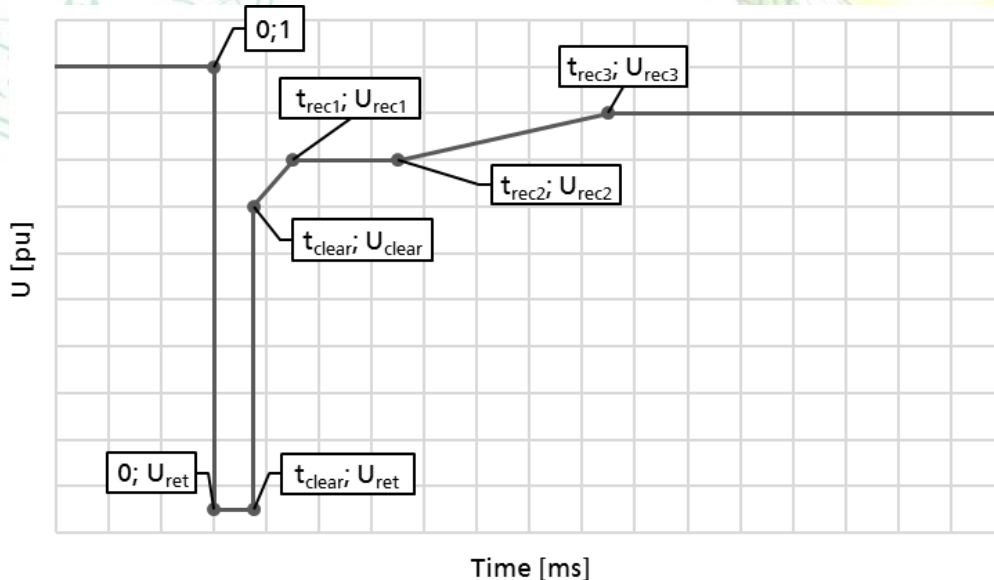 0;1
t_rec3; U_rec3
t_rec1; U_rec1
t_rec2; U_rec2
t_clear; U_clear
U [pu]
0; U_ret
t_clear; U_ret
Time [ms]